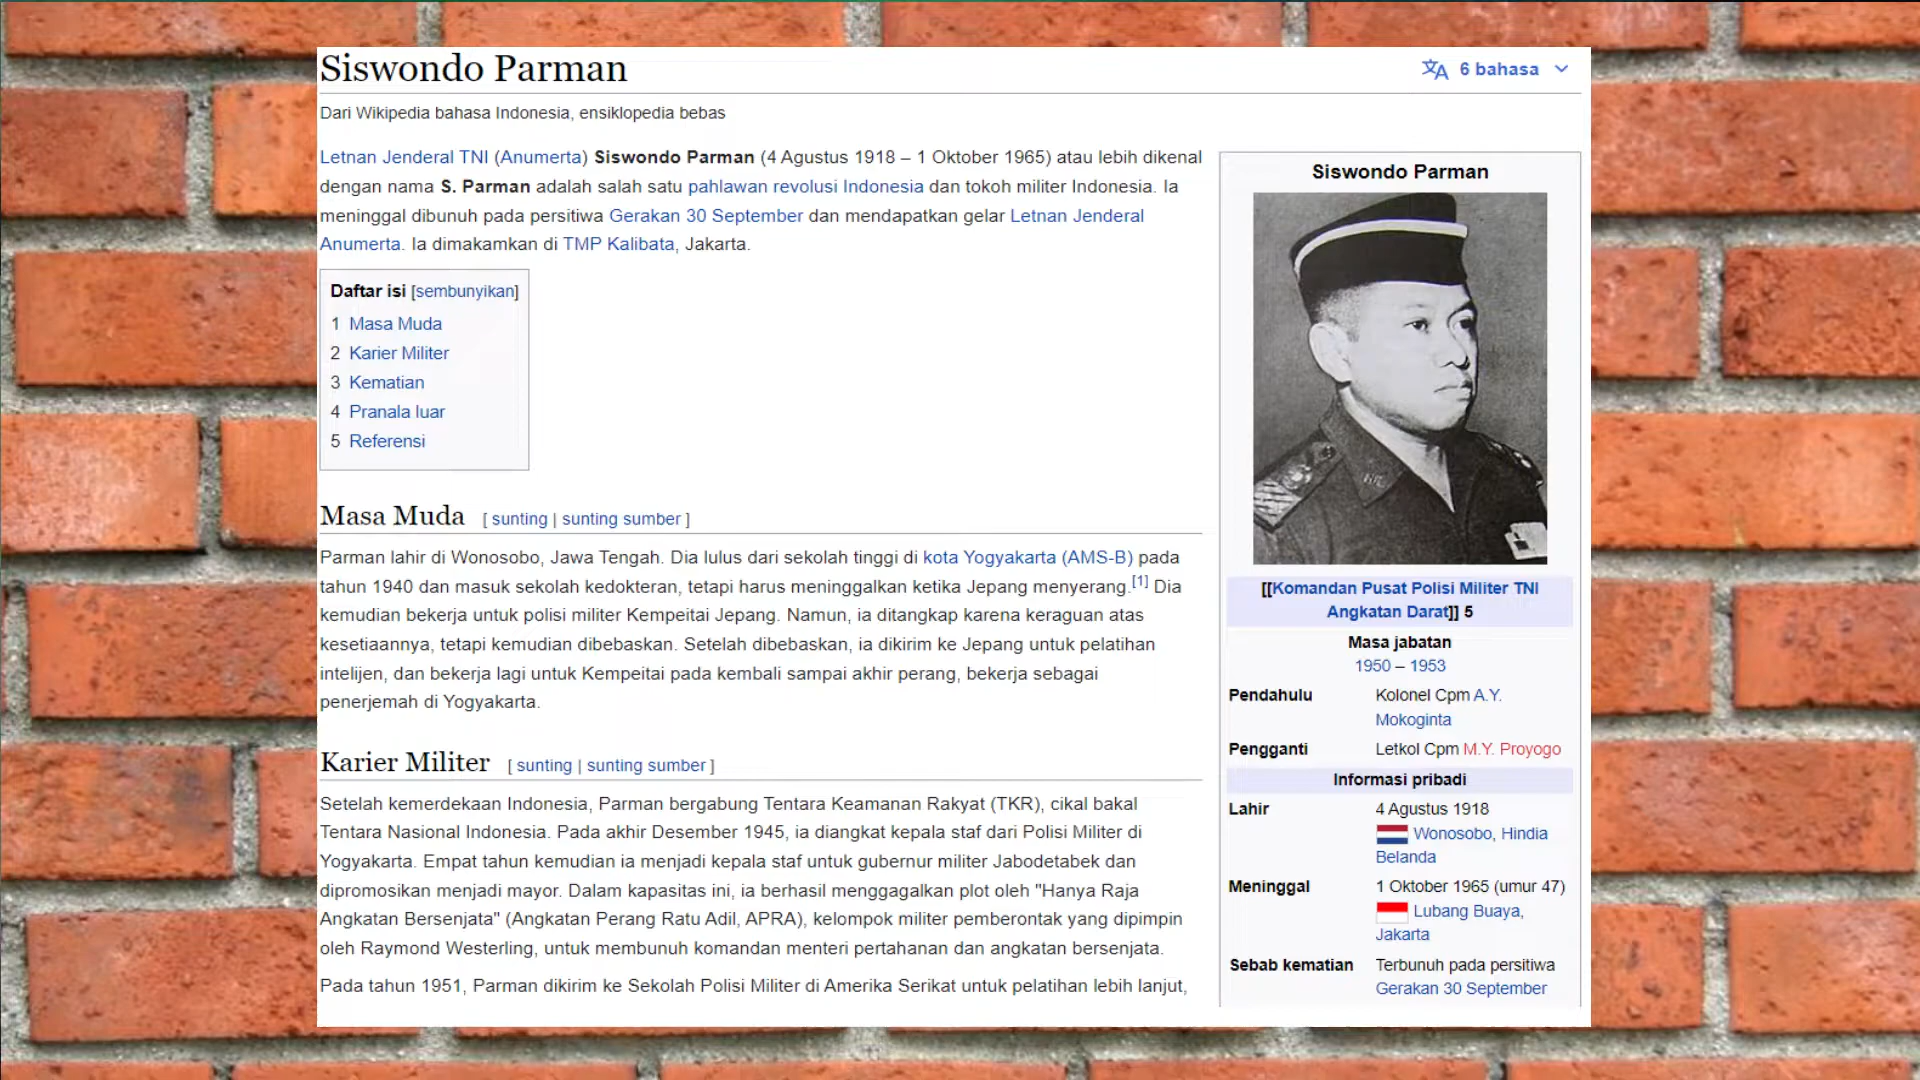 Siswondo Parman
6 bahasa
Dari Wikipedia bahasa Indonesia, ensiklopedia bebas
Letnan Jenderal TNI (Anumerta) Siswondo Parman (4 Agustus 1918 – 1 Oktober 1965) atau lebih dikenal
dengan nama S. Parman adalah salah satu pahlawan revolusi Indonesia dan tokoh militer Indonesia. Ia
meninggal dibunuh pada persitiwa Gerakan 30 September dan mendapatkan gelar Letnan Jenderal
Anumerta. Ia dimakamkan di TMP Kalibata, Jakarta.
Daftar isi [sembunyikan]
1 Masa Muda
2 Karier Militer
3 Kematian
4 Pranala luar
5 Referensi
Masa Muda [ sunting | sunting sumber ]
Parman lahir di Wonosobo, Jawa Tengah. Dia lulus dari sekolah tinggi di kota Yogyakarta (AMS-B) pada
tahun 1940 dan masuk sekolah kedokteran, tetapi harus meninggalkan ketika Jepang menyerang.[1] Dia
kemudian bekerja untuk polisi militer Kempeitai Jepang. Namun, ia ditangkap karena keraguan atas
kesetiaannya, tetapi kemudian dibebaskan. Setelah dibebaskan, ia dikirim ke Jepang untuk pelatihan
intelijen, dan bekerja lagi untuk Kempeitai pada kembali sampai akhir perang, bekerja sebagai
penerjemah di Yogyakarta.
Karier Militer [ sunting | sunting sumber ]
Setelah kemerdekaan Indonesia, Parman bergabung Tentara Keamanan Rakyat (TKR), cikal bakal
Tentara Nasional Indonesia. Pada akhir Desember 1945, ia diangkat kepala staf dari Polisi Militer di
Yogyakarta. Empat tahun kemudian ia menjadi kepala staf untuk gubernur militer Jabodetabek dan
dipromosikan menjadi mayor. Dalam kapasitas ini, ia berhasil menggagalkan plot oleh "Hanya Raja
Angkatan Bersenjata" (Angkatan Perang Ratu Adil, APRA), kelompok militer pemberontak yang dipimpin
oleh Raymond Westerling, untuk membunuh komandan menteri pertahanan dan angkatan bersenjata.
Pada tahun 1951, Parman dikirim ke Sekolah Polisi Militer di Amerika Serikat untuk pelatihan lebih lanjut,
Siswondo Parman
[[Komandan Pusat Polisi Militer TNI
Angkatan Darat]] 5
Masa jabatan
1950 – 1953
Pendahulu Kolonel Cpm A.Y.
Mokoginta
Pengganti Letkol Cpm M.Y. Proyogo
Informasi pribadi
Lahir 4 Agustus 1918
Wonosobo, Hindia
Belanda
Meninggal 1 Oktober 1965 (umur 47)
Lubang Buaya,
Jakarta
Sebab kematian Terbunuh pada persitiwa
Gerakan 30 September